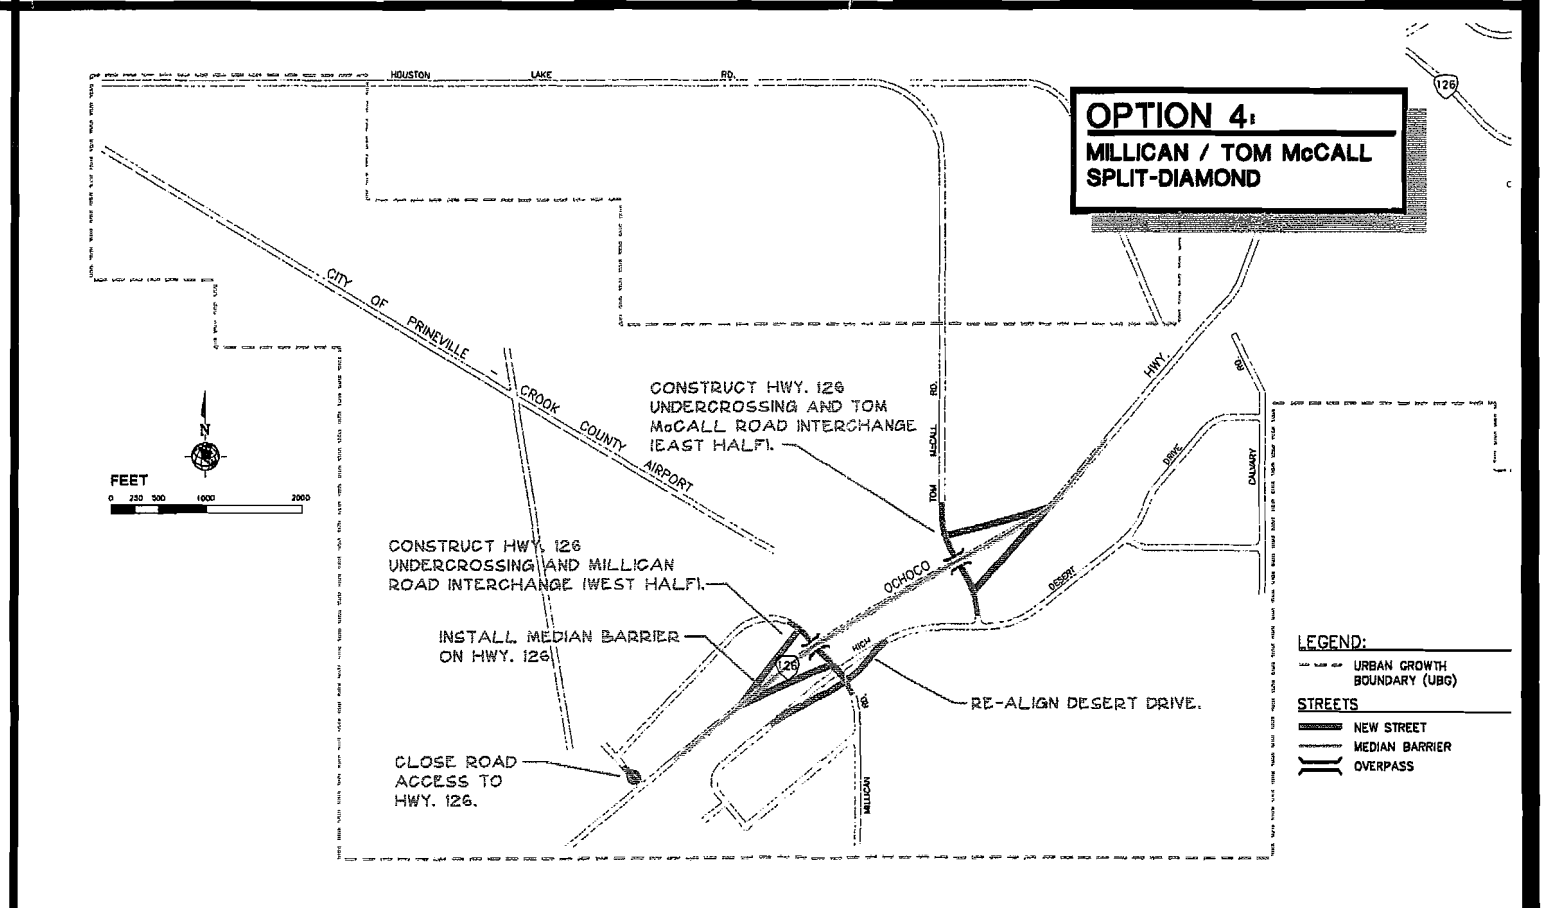 HOUSTON LAKE RD.
126
OPTION 4:
MILLICAN / TOM McCALL
SPLIT-DIAMOND
CITY OF PRINEVILLE - CROOK COUNTY AIRPORT
HWY.
RD.
N
FEET
0 250 500 1000 2000
CONSTRUCT HWY. 126
UNDERCROSSING AND TOM
McCALL ROAD INTERCHANGE
(EAST HALF).
TOM McCALL RD.
DRIVE
CALVARY
CONSTRUCT HWY. 126
UNDERCROSSING AND MILLICAN
ROAD INTERCHANGE (WEST HALF).
OCHOCO
DESERT
HIGH
INSTALL MEDIAN BARRIER
ON HWY. 126
126
RD.
RE-ALIGN DESERT DRIVE.
CLOSE ROAD
ACCESS TO
HWY. 126.
MILLICAN
LEGEND:
URBAN GROWTH
BOUNDARY (UBG)
STREETS
NEW STREET
MEDIAN BARRIER
OVERPASS